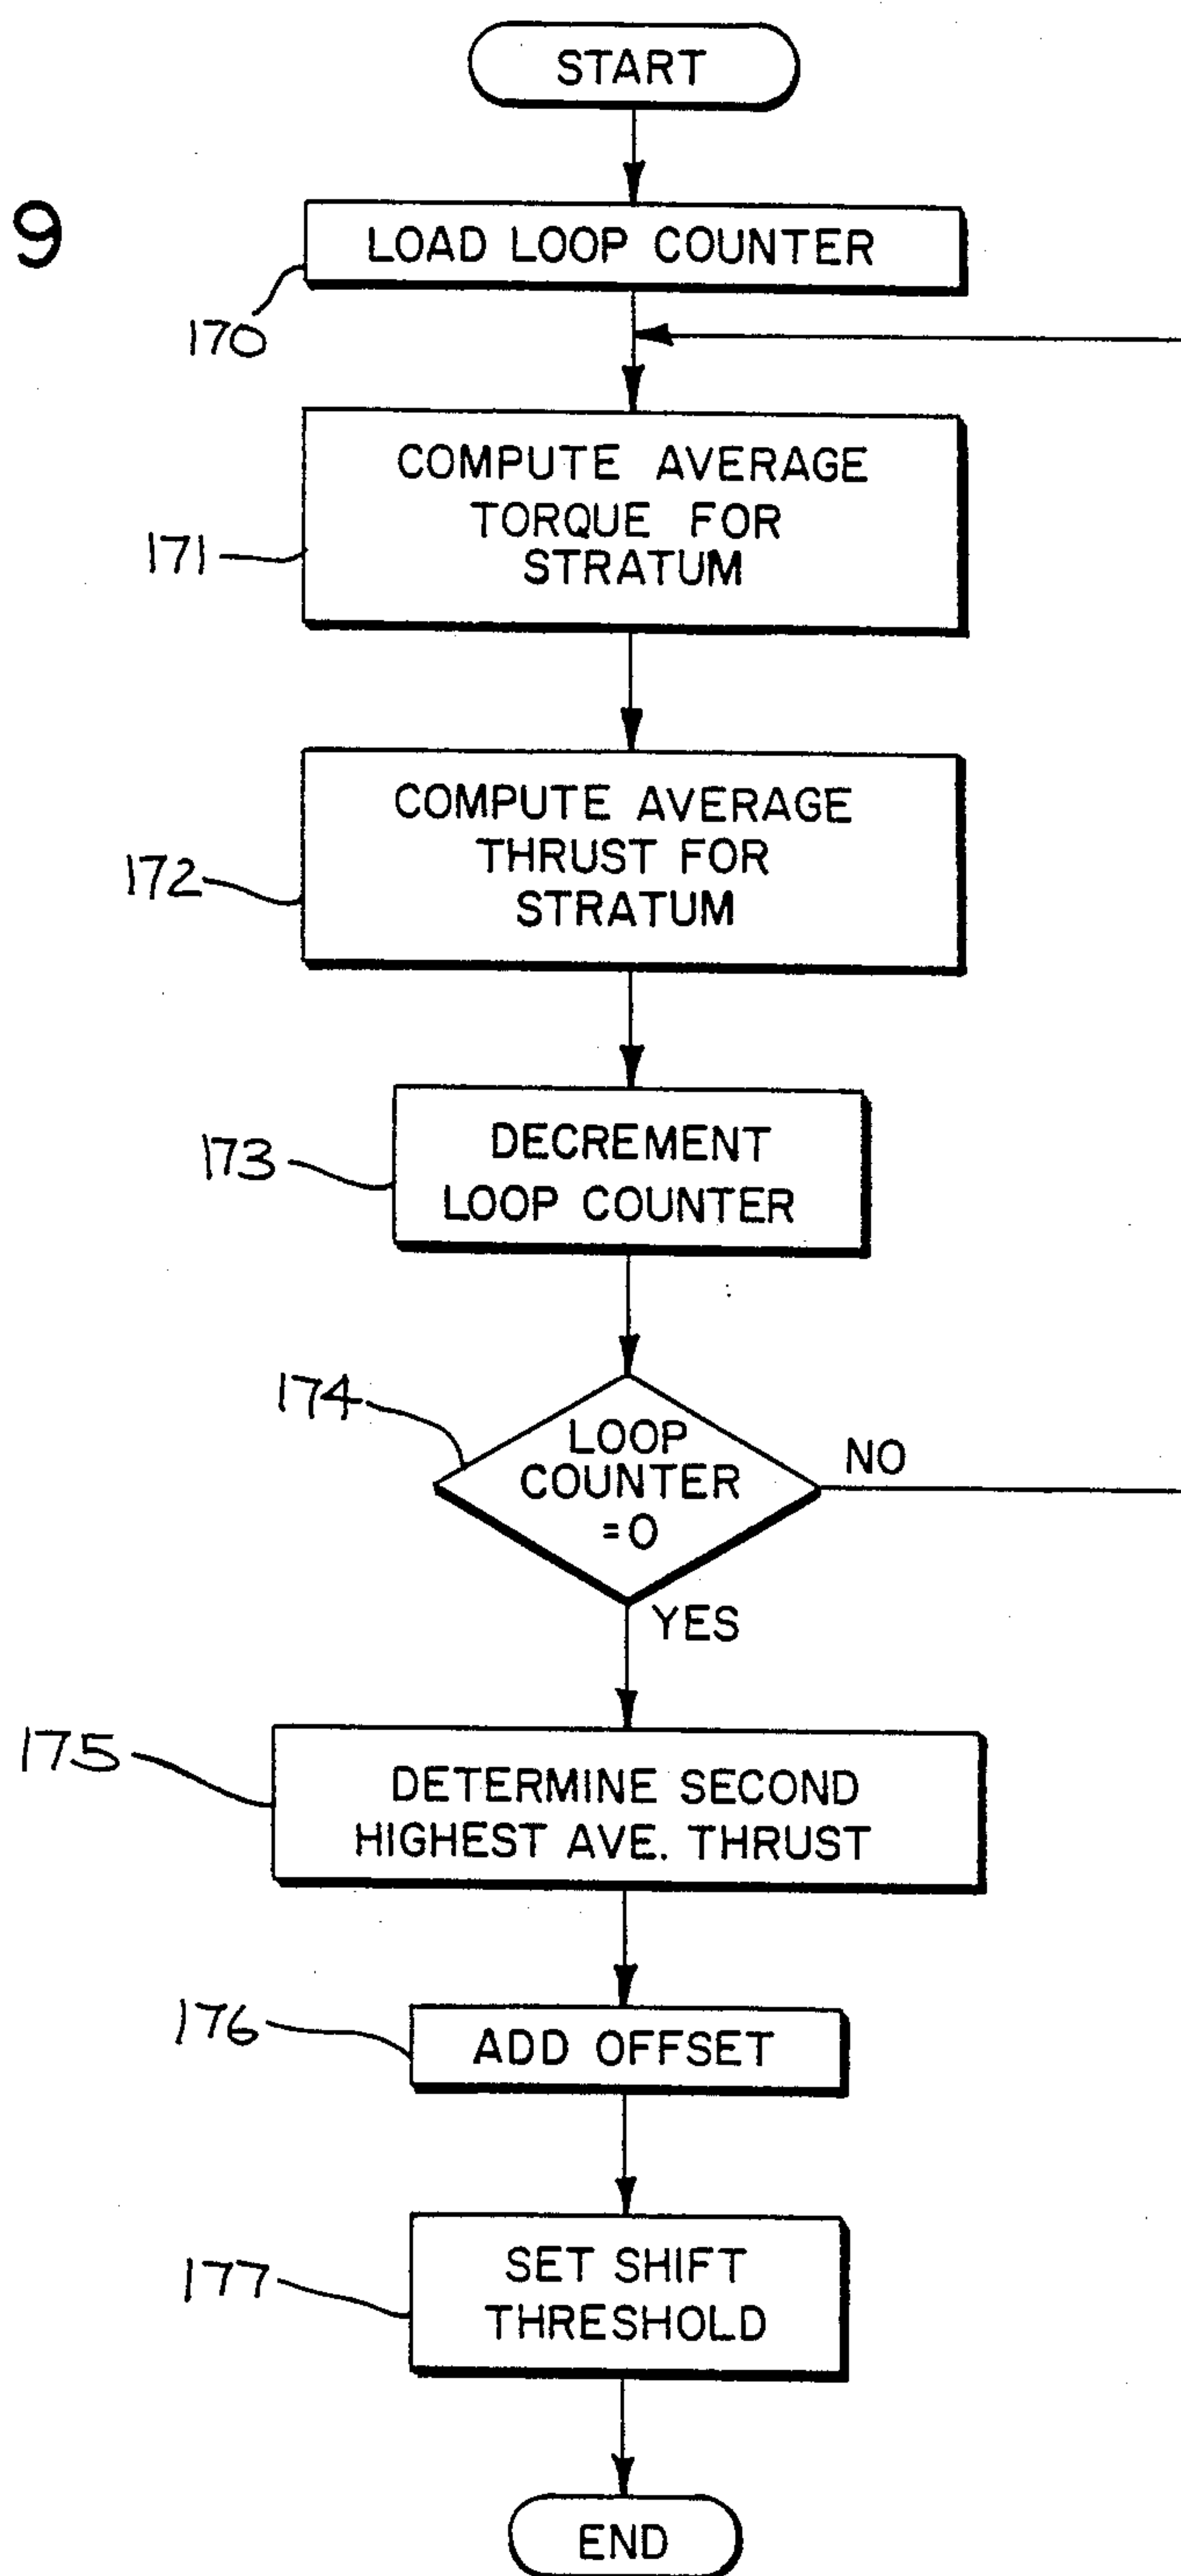 START
9
LOAD LOOP COUNTER
170
COMPUTE AVERAGE
TORQUE FOR
STRATUM
171
COMPUTE AVERAGE
THRUST FOR
STRATUM
172
DECREMENT
LOOP COUNTER
173
174
LOOP
COUNTER
=0
NO
YES
175
DETERMINE SECOND
HIGHEST AVE. THRUST
176
ADD OFFSET
177
SET SHIFT
THRESHOLD
END